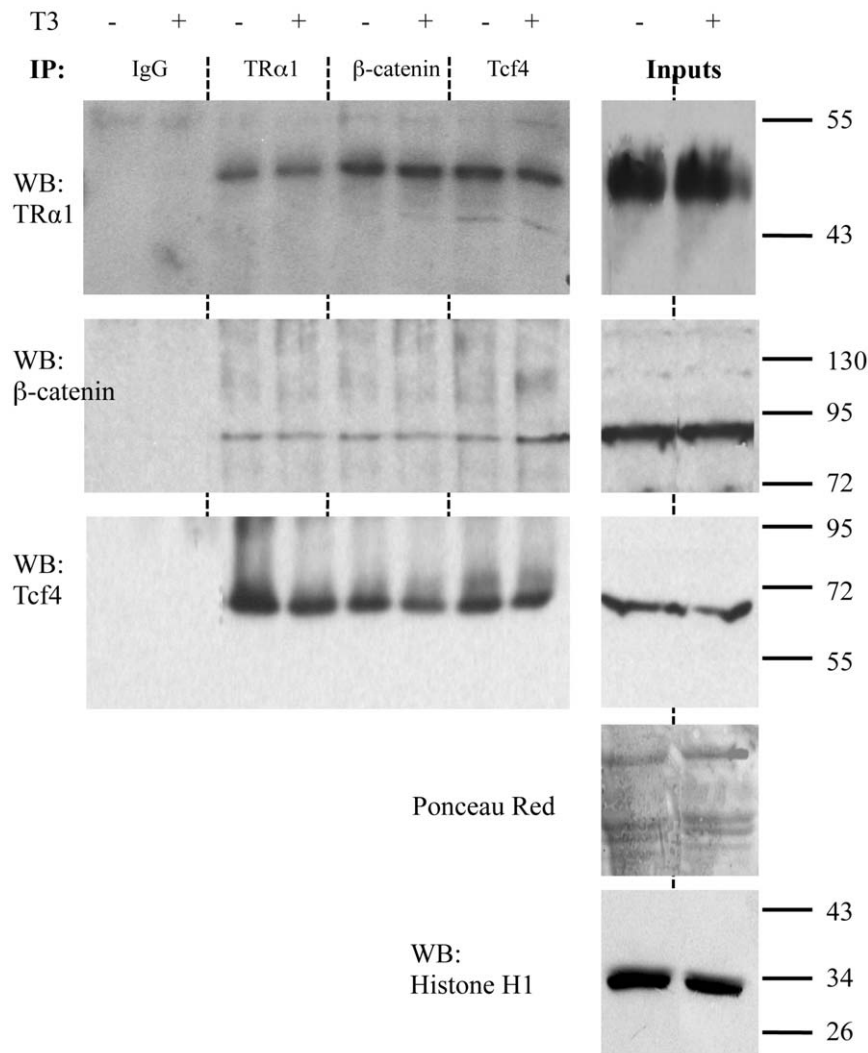 T3 - + - + - + - + - +
IP: IgG TRα1 β-catenin Tcf4 Inputs
55
WB:
TRα1
43
WB:
β-catenin
130
95
72
95
WB:
Tcf4
72
55
Ponceau Red
43
WB:
Histone H1
34
26